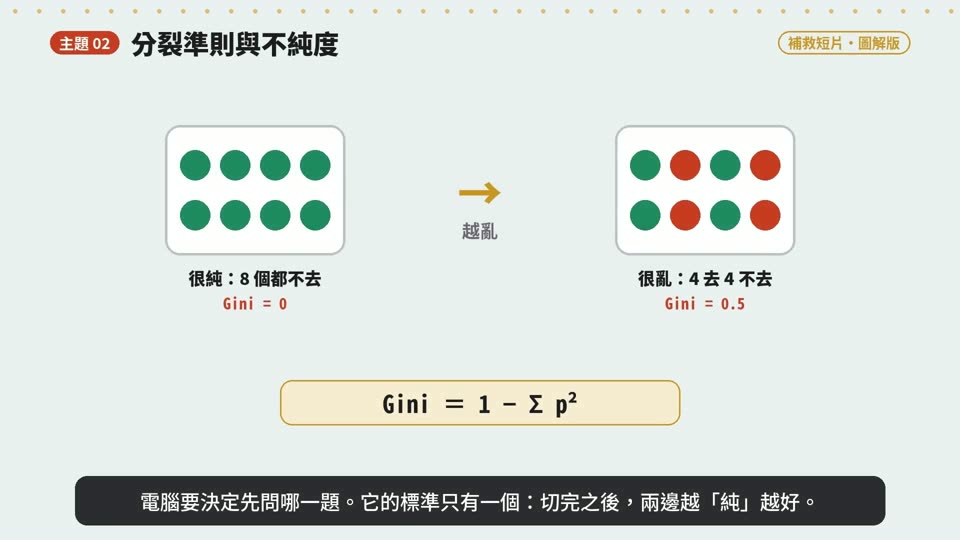 主題 02
分裂準則與不純度
補救短片・圖解版
越亂
很純：8 個都不去
Gini = 0
很亂：4 去 4 不去
Gini = 0.5
Gini ＝ 1 − Σ p²
電腦要決定先問哪一題。它的標準只有一個：切完之後，兩邊越「純」越好。